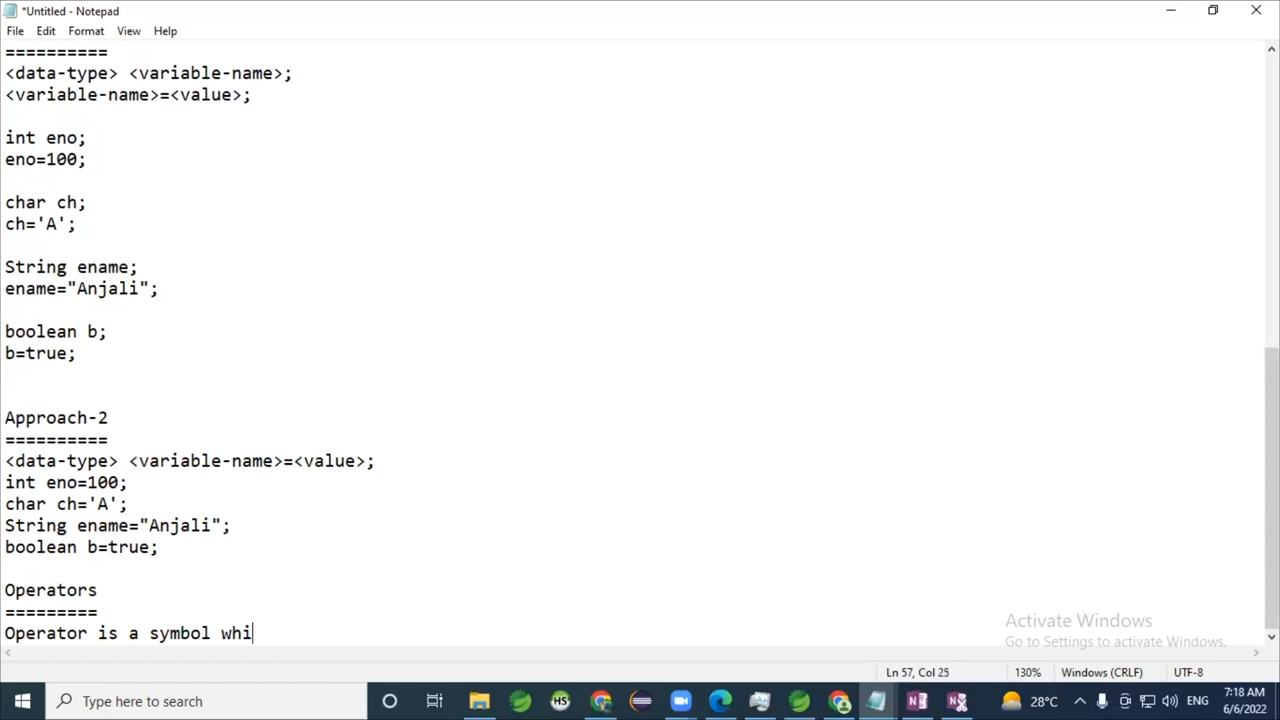 *Untitled - Notepad
File Edit Format View Help
==========
<data-type> <variable-name>;
<variable-name>=<value>;
int eno;
eno=100;
char ch;
ch='A';
String ename;
ename="Anjali";
boolean b;
b=true;
Approach-2
==========
<data-type> <variable-name>=<value>;
int eno=100;
char ch='A';
String ename="Anjali";
boolean b=true;
Operators
=========
Operator is a symbol whi
Activate Windows
Go to Settings to activate Windows.
Ln 57, Col 25 130% Windows (CRLF) UTF-8
Type here to search HS 28°C ENG 7:18 AM
6/6/2022